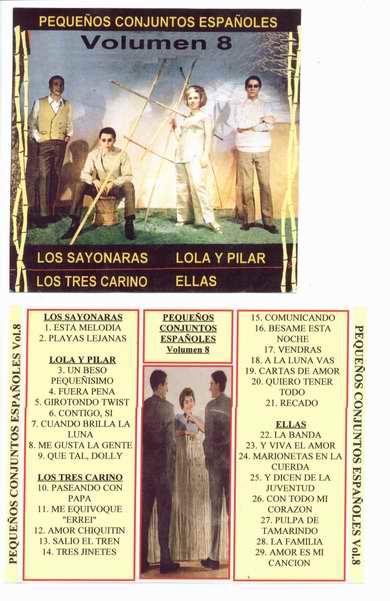 PEQUEÑOS CONJUNTOS ESPAÑOLES
Volumen 8
LOS SAYONARAS LOLA Y PILAR
LOS TRES CARINO ELLAS
PEQUEÑOS CONJUNTOS ESPAÑOLES Vol.8
LOS SAYONARAS
1. ESTA MELODIA
2. PLAYAS LEJANAS
LOLA Y PILAR
3. UN BESO
PEQUEÑISIMO
4. FUERA PENA
5. GIROTONDO TWIST
6. CONTIGO, SI
7. CUANDO BRILLA LA
LUNA
8. ME GUSTA LA GENTE
9. QUE TAL, DOLLY
LOS TRES CARINO
10. PASEANDO CON
PAPA
11. ME EQUIVOQUE
"ERREI"
12. AMOR CHIQUITIN
13. SALIO EL TREN
14. TRES JINETES
PEQUEÑOS
CONJUNTOS
ESPAÑOLES
Volumen 8
15. COMUNICANDO
16. BESAME ESTA
NOCHE
17. VENDRAS
18. A LA LUNA VAS
19. CARTAS DE AMOR
20. QUIERO TENER
TODO
21. RECADO
ELLAS
22. LA BANDA
23. Y VIVA EL AMOR
24. MARIONETAS EN LA
CUERDA
25. Y DICEN DE LA
JUVENTUD
26. CON TODO MI
CORAZON
27. PULPA DE
TAMARINDO
28. LA FAMILIA
29. AMOR ES MI
CANCION
PEQUEÑOS CONJUNTOS ESPAÑOLES Vol.8